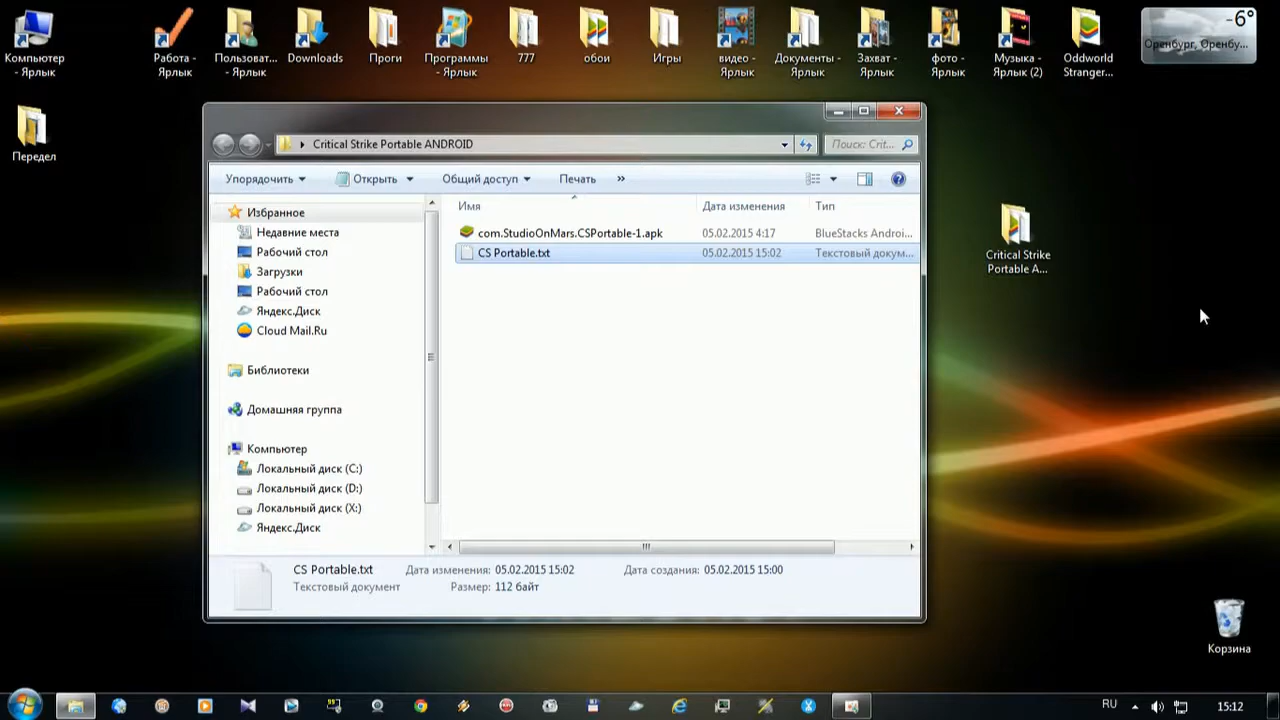 Компьютер - Ярлык
Работа - Ярлык
Пользоват... - Ярлык
Downloads
Проги
Программы - Ярлык
777
обои
Игры
видео - Ярлык
Документы - Ярлык
Захват - Ярлык
фото - Ярлык
Музыка - Ярлык (2)
Oddworld Stranger...
-6°
Оренбург, Оренбу...
Передел
Critical Strike Portable ANDROID
Поиск: Crit...
Упорядочить
Открыть
Общий доступ
Печать
»
Избранное
Недавние места
Рабочий стол
Загрузки
Рабочий стол
Яндекс.Диск
Cloud Mail.Ru
Библиотеки
Домашняя группа
Компьютер
Локальный диск (C:)
Локальный диск (D:)
Локальный диск (X:)
Яндекс.Диск
Имя
Дата изменения
Тип
com.StudioOnMars.CSPortable-1.apk
05.02.2015 4:17
BlueStacks Androi...
CS Portable.txt
05.02.2015 15:02
Текстовый докум...
CS Portable.txt
Дата изменения: 05.02.2015 15:02
Дата создания: 05.02.2015 15:00
Текстовый документ
Размер: 112 байт
Critical Strike
Portable A...
Корзина
RU
15:12